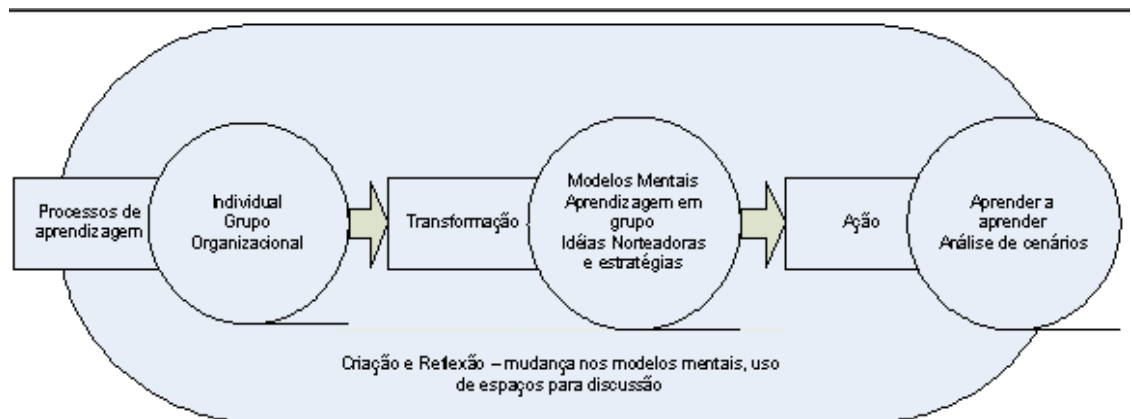 Processos de
aprendizagem
Individual
Grupo
Organizacional
Transformação
Modelos Mentais
Aprendizagem em
grupo
Idéias Norteadoras
e estratégias
Ação
Aprender a
aprender
Análise de cenários
Criação e Reflexão – mudança nos modelos mentais, uso
de espaços para discussão